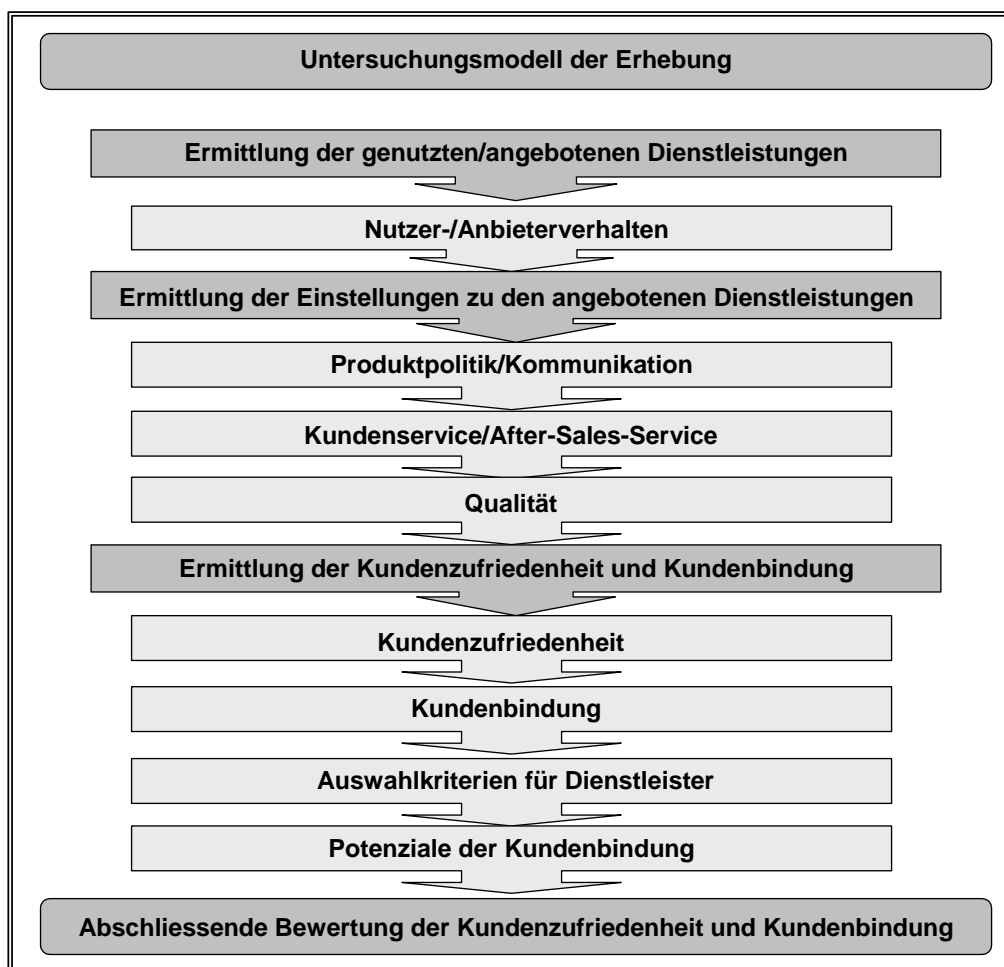 Untersuchungsmodell der Erhebung
Ermittlung der genutzten/angebotenen Dienstleistungen
Nutzer-/Anbieterverhalten
Ermittlung der Einstellungen zu den angebotenen Dienstleistungen
Produktpolitik/Kommunikation
Kundenservice/After-Sales-Service
Qualität
Ermittlung der Kundenzufriedenheit und Kundenbindung
Kundenzufriedenheit
Kundenbindung
Auswahlkriterien für Dienstleister
Potenziale der Kundenbindung
Abschliessende Bewertung der Kundenzufriedenheit und Kundenbindung